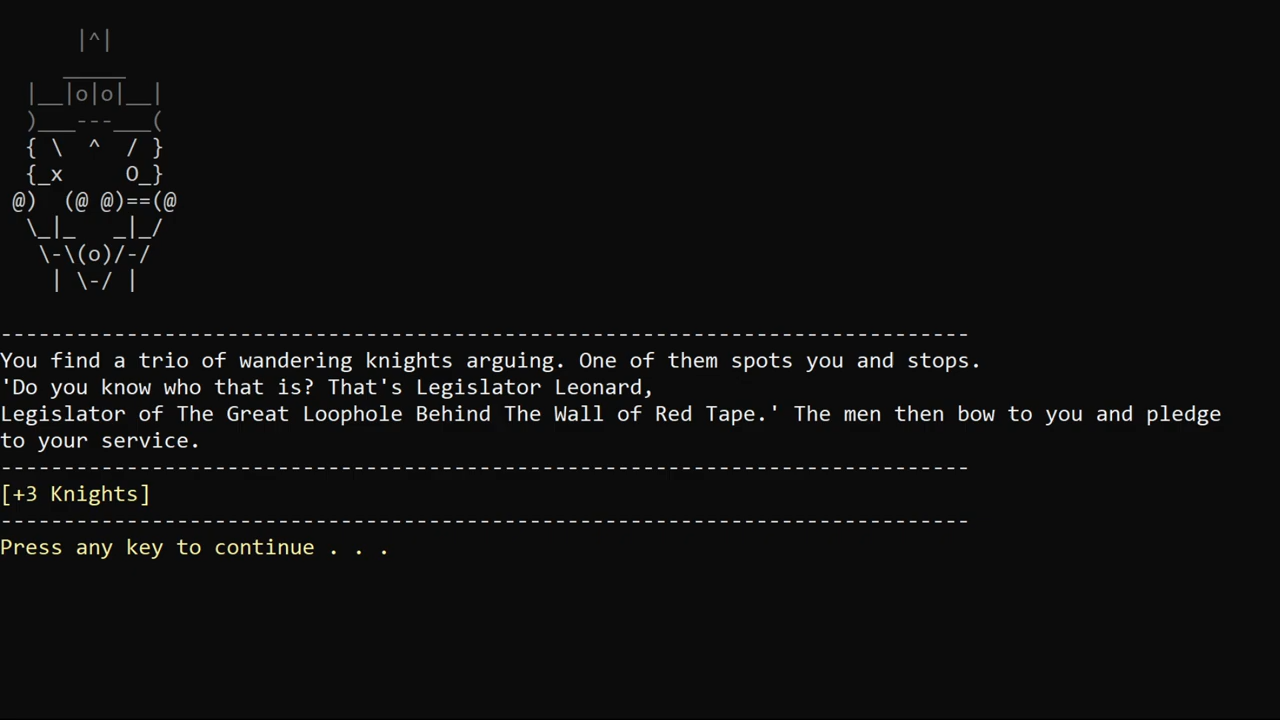 You find a trio of wandering knights arguing. One of them spots you and stops.
'Do you know who that is? That's Legislator Leonard,
Legislator of The Great Loophole Behind The Wall of Red Tape.' The men then bow to you and pledge
to your service.
[+3 Knights]
Press any key to continue . . .